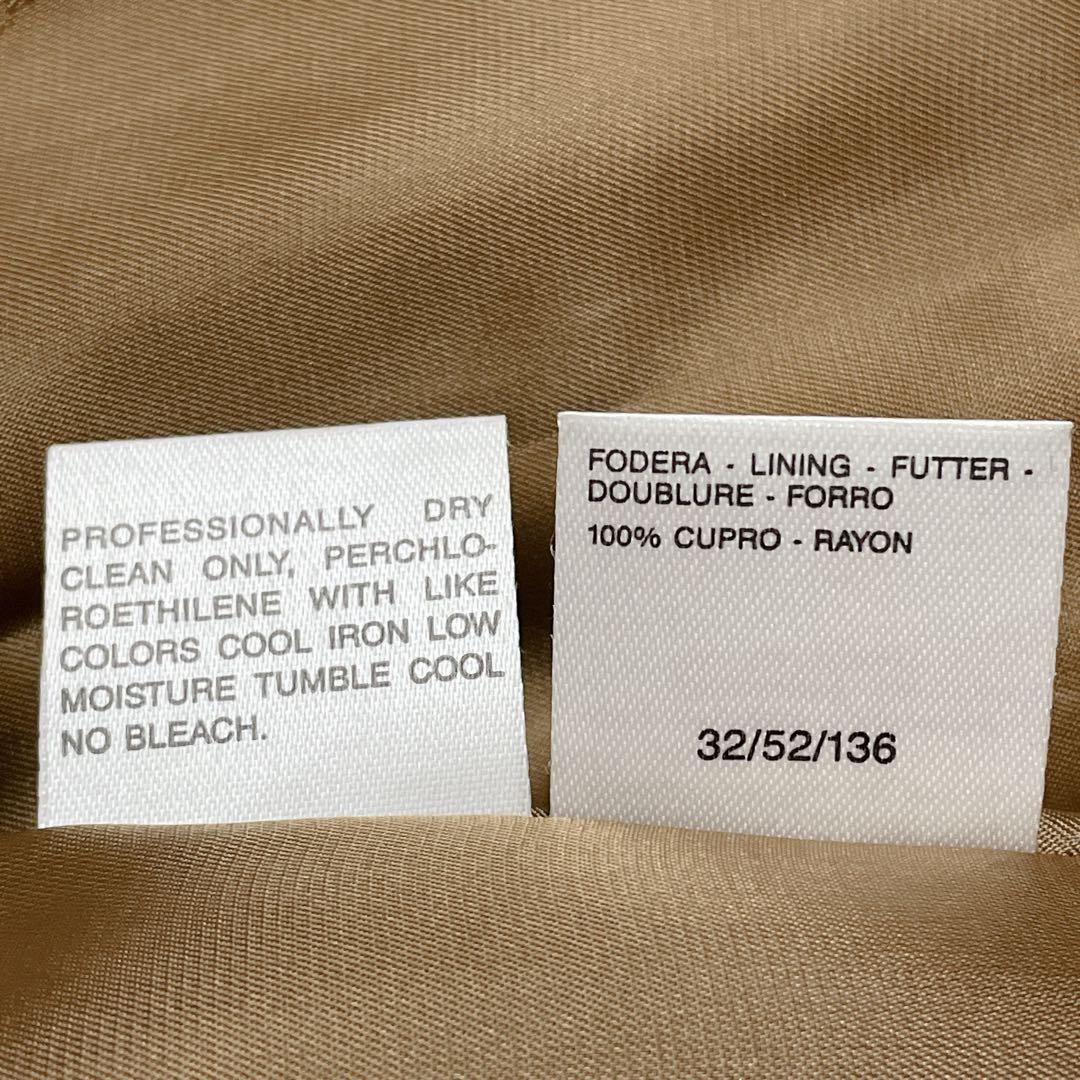 PROFESSIONALLY DRY
CLEAN ONLY, PERCHLO-
ROETHILENE WITH LIKE
COLORS COOL IRON LOW
MOISTURE TUMBLE COOL
NO BLEACH.
FODERA - LINING - FUTTER -
DOUBLURE - FORRO
100% CUPRO - RAYON
32/52/136